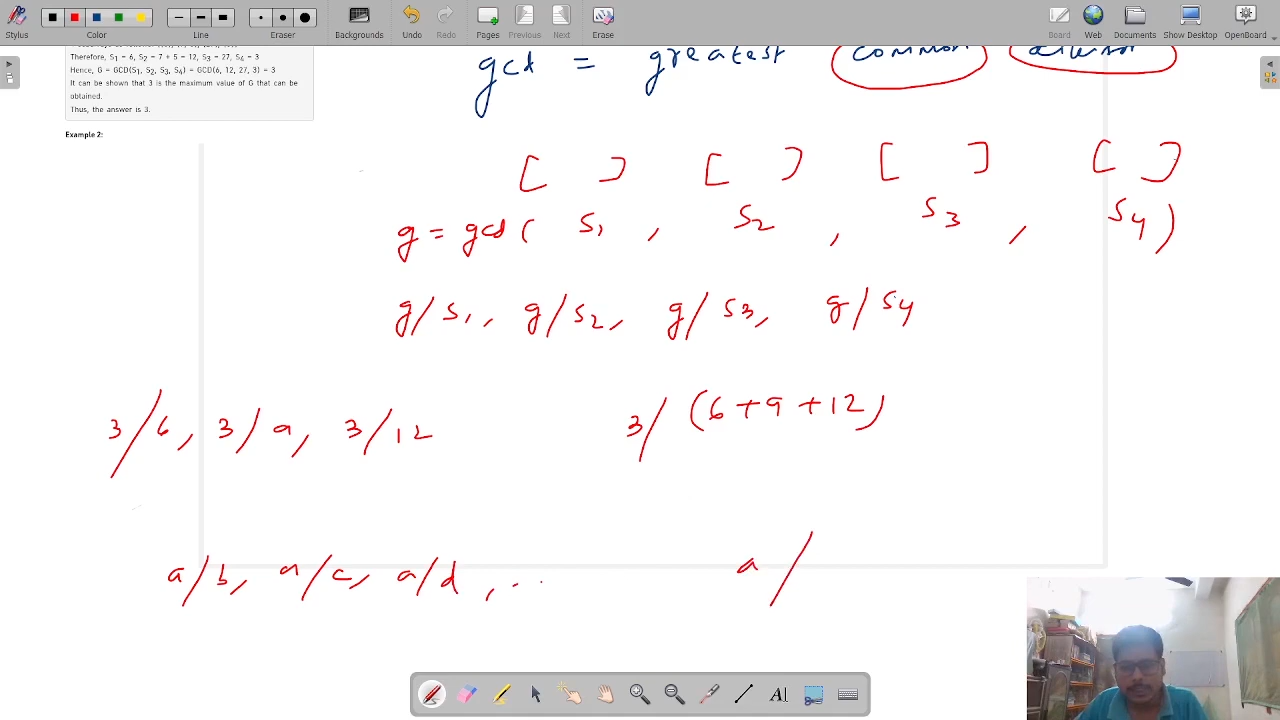 Stylus Color Line Eraser Backgrounds Undo Redo Pages Previous Next Erase Board Web Documents Show Desktop OpenBoard
Therefore, S₁ = 6, S₂ = 7 + 5 = 12, S₃ = 27, S₄ = 3
Hence, G = GCD(S₁, S₂, S₃, S₄) = GCD(6, 12, 27, 3) = 3
It can be shown that 3 is the maximum value of G that can be
obtained.
Thus, the answer is 3.
Example 2:
gcd = greatest common divisor
[ ] [ ] [ ] [ ]
g = gcd( S₁ , S₂ , S₃ , S₄ )
g/S₁, g/S₂, g/S₃, g/S₄
3/6, 3/9, 3/12 3/(6+9+12)
a/b, a/c, a/d, ... a/
AI